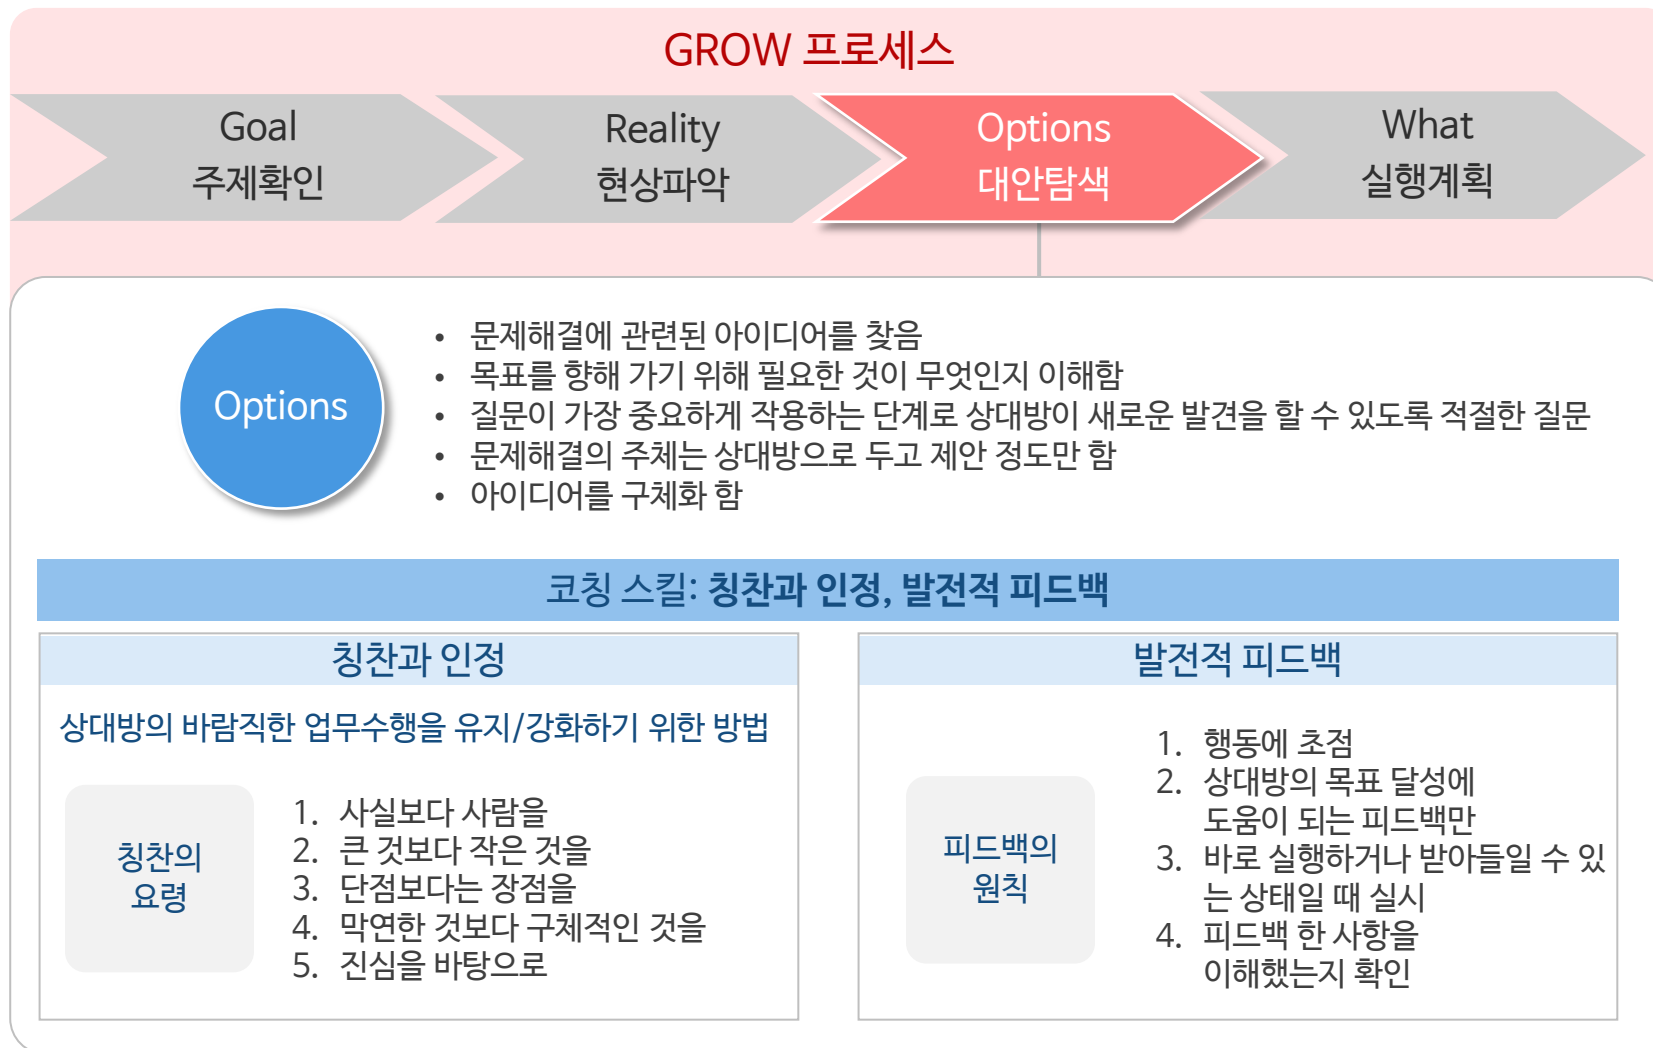 GROW 프로세스
Goal
주제확인
Reality
현상파악
Options
대안탐색
What
실행계획
Options
• 문제해결에 관련된 아이디어를 찾음
• 목표를 향해 가기 위해 필요한 것이 무엇인지 이해함
• 질문이 가장 중요하게 작용하는 단계로 상대방이 새로운 발견을 할 수 있도록 적절한 질문
• 문제해결의 주체는 상대방으로 두고 제안 정도만 함
• 아이디어를 구체화 함
코칭 스킬: 칭찬과 인정, 발전적 피드백
칭찬과 인정
상대방의 바람직한 업무수행을 유지/강화하기 위한 방법
칭찬의
요령
1. 사실보다 사람을
2. 큰 것보다 작은 것을
3. 단점보다는 장점을
4. 막연한 것보다 구체적인 것을
5. 진심을 바탕으로
발전적 피드백
피드백의
원칙
1. 행동에 초점
2. 상대방의 목표 달성에
도움이 되는 피드백만
3. 바로 실행하거나 받아들일 수 있
는 상태일 때 실시
4. 피드백 한 사항을
이해했는지 확인